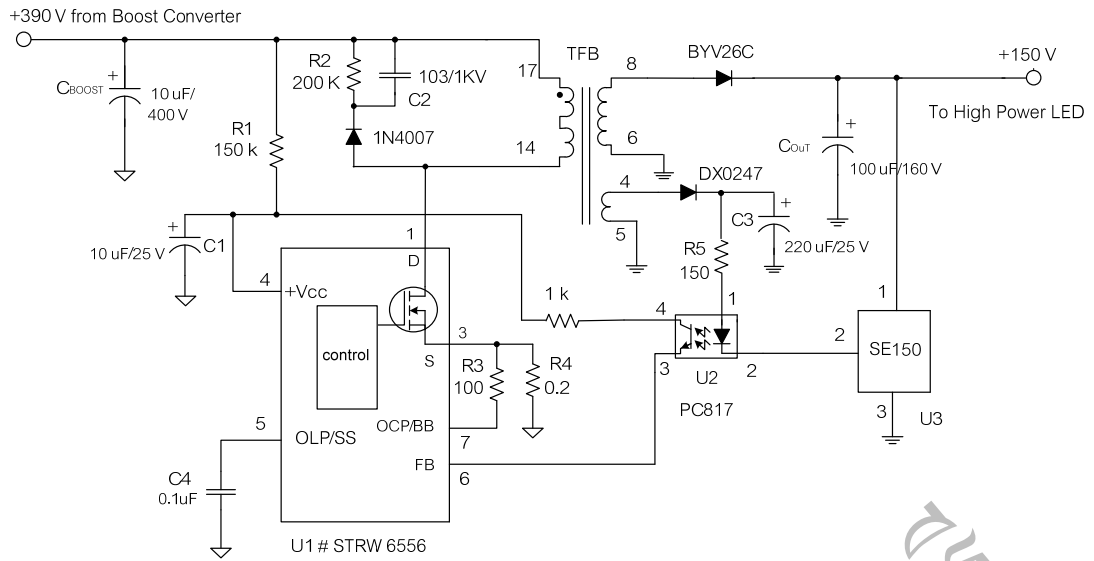 +390 V from Boost Converter
TFB
BYV26C
+150 V
17
8
R2
200 K
103/1KV
C2
CBOOST
+
10 uF/
400 V
R1
150 k
1N4007
14
6
To High Power LED
COUT
+
100 uF/160 V
4
DX0247
5
C3
+
220 uF/25 V
R5
150
+
10 uF/25 V
C1
1
D
4
+VCC
1 k
4
1
1
control
3
S
R3
100
R4
0.2
3
2
U2
PC817
2
SE150
3
U3
5
OLP/SS
OCP/BB
7
FB
6
C4
0.1uF
U1 # STRW 6556